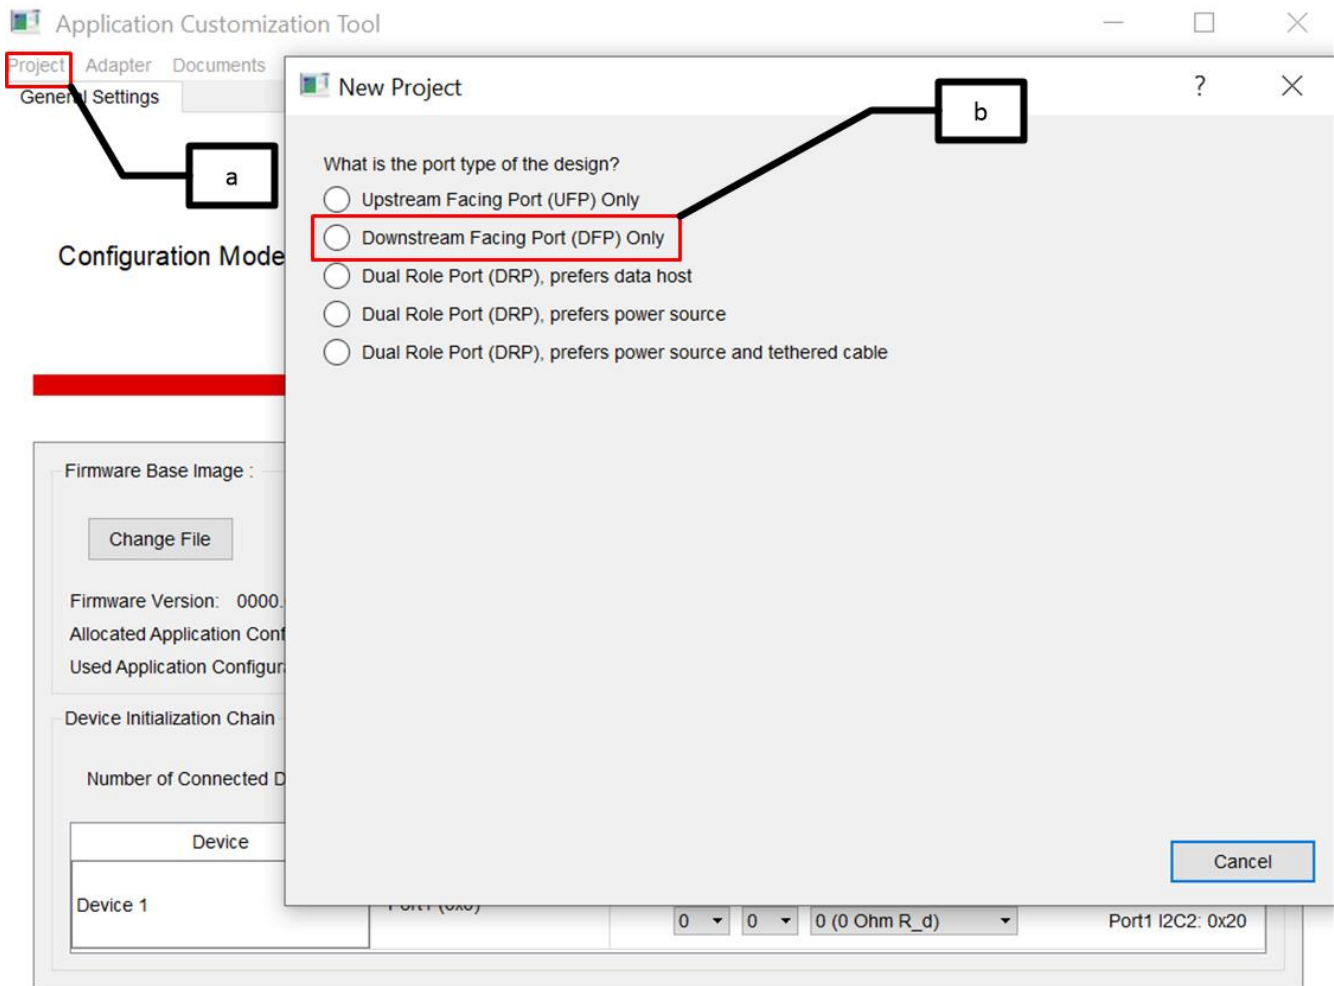 Application Customization Tool
Project Adapter Documents
General Settings
New Project
?
a
b
What is the port type of the design?
Upstream Facing Port (UFP) Only
Downstream Facing Port (DFP) Only
Dual Role Port (DRP), prefers data host
Dual Role Port (DRP), prefers power source
Dual Role Port (DRP), prefers power source and tethered cable
Cancel
Configuration Mode
Firmware Base Image :
Change File
Firmware Version: 0000.
Allocated Application Conf
Used Application Configur
Device Initialization Chain
Number of Connected D
Device
Device 1
0 0 0 (0 Ohm R_d) Port1 I2C2: 0x20